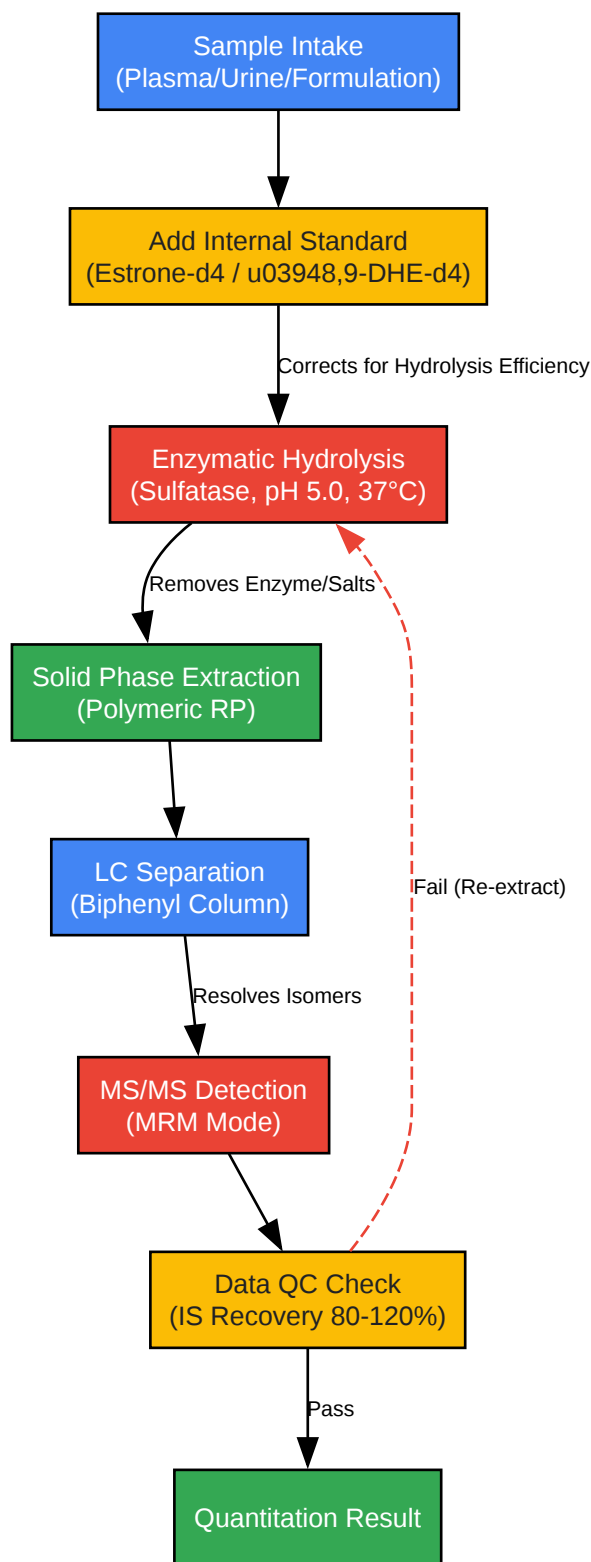 Sample Intake
(Plasma/Urine/Formulation)
Add Internal Standard
(Estrone-d4 / u03948,9-DHE-d4)
Corrects for Hydrolysis Efficiency
Enzymatic Hydrolysis
(Sulfatase, pH 5.0, 37°C)
Removes Enzyme/Salts
Solid Phase Extraction
(Polymeric RP)
LC Separation
(Biphenyl Column)
Fail (Re-extract)
Resolves Isomers
MS/MS Detection
(MRM Mode)
Data QC Check
(IS Recovery 80-120%)
Pass
Quantitation Result